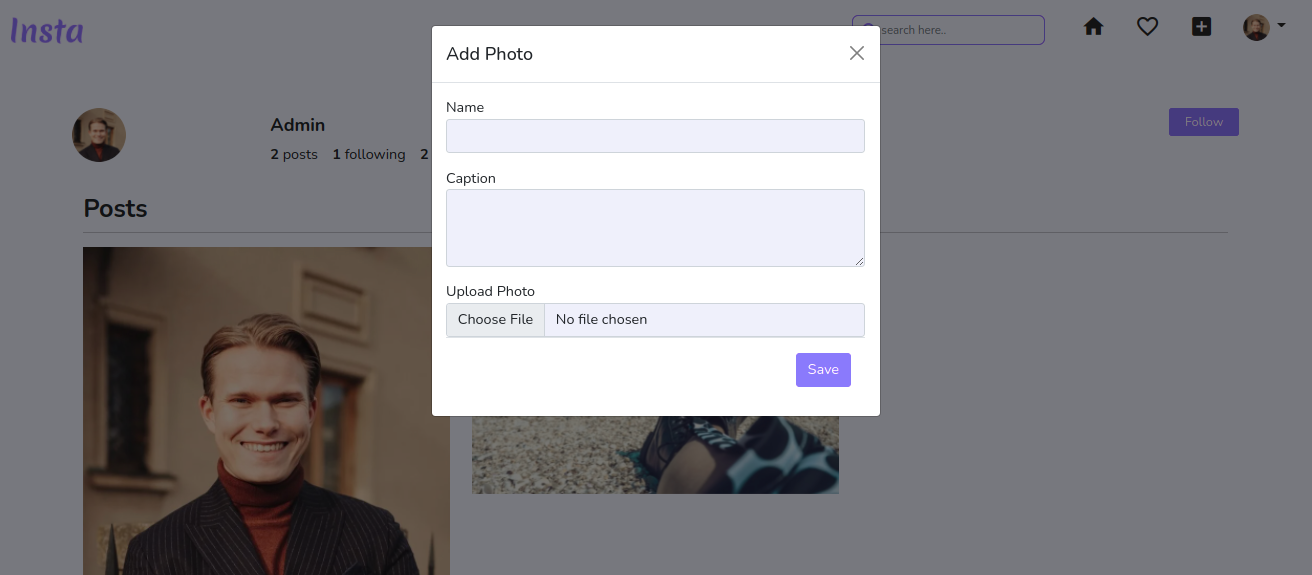 Insta
search here..
Add Photo
Admin
2 posts 1 following 2
Follow
Posts
Name
Caption
Upload Photo
Choose File No file chosen
Save